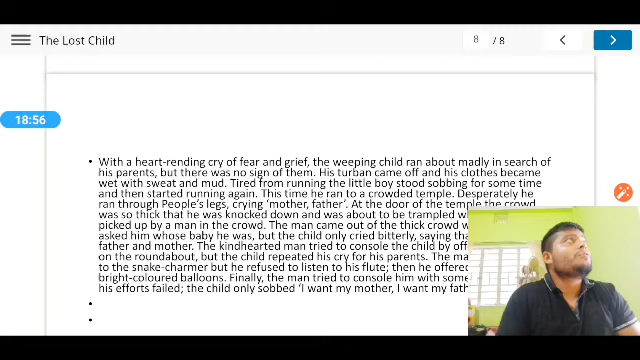 The Lost Child
8 / 8
18:56
• With a heart-rending cry of fear and grief, the weeping child ran about madly in search of
his parents, but there was no sign of them. His turban came off and his clothes became
wet with sweat and mud. Tired from running the little boy stood sobbing for some time
and then started running again. This time he ran to a crowded temple. Desperately he
ran through People's legs, crying 'mother, father'. At the door of the temple the crowd
was so thick that he was knocked down and was about to be trampled
picked up by a man in the crowd. The man came out of the thick crowd
asked him whose baby he was, but the child only cried bitterly, saying
father and mother. The kindhearted man tried to console the child by
on the roundabout, but the child repeated his cry for his parents. The
to the snake-charmer but he refused to listen to his flute; then he offered
bright-coloured balloons. Finally, the man tried to console him with
his efforts failed; the child only sobbed 'I want my mother, I want my
•
•